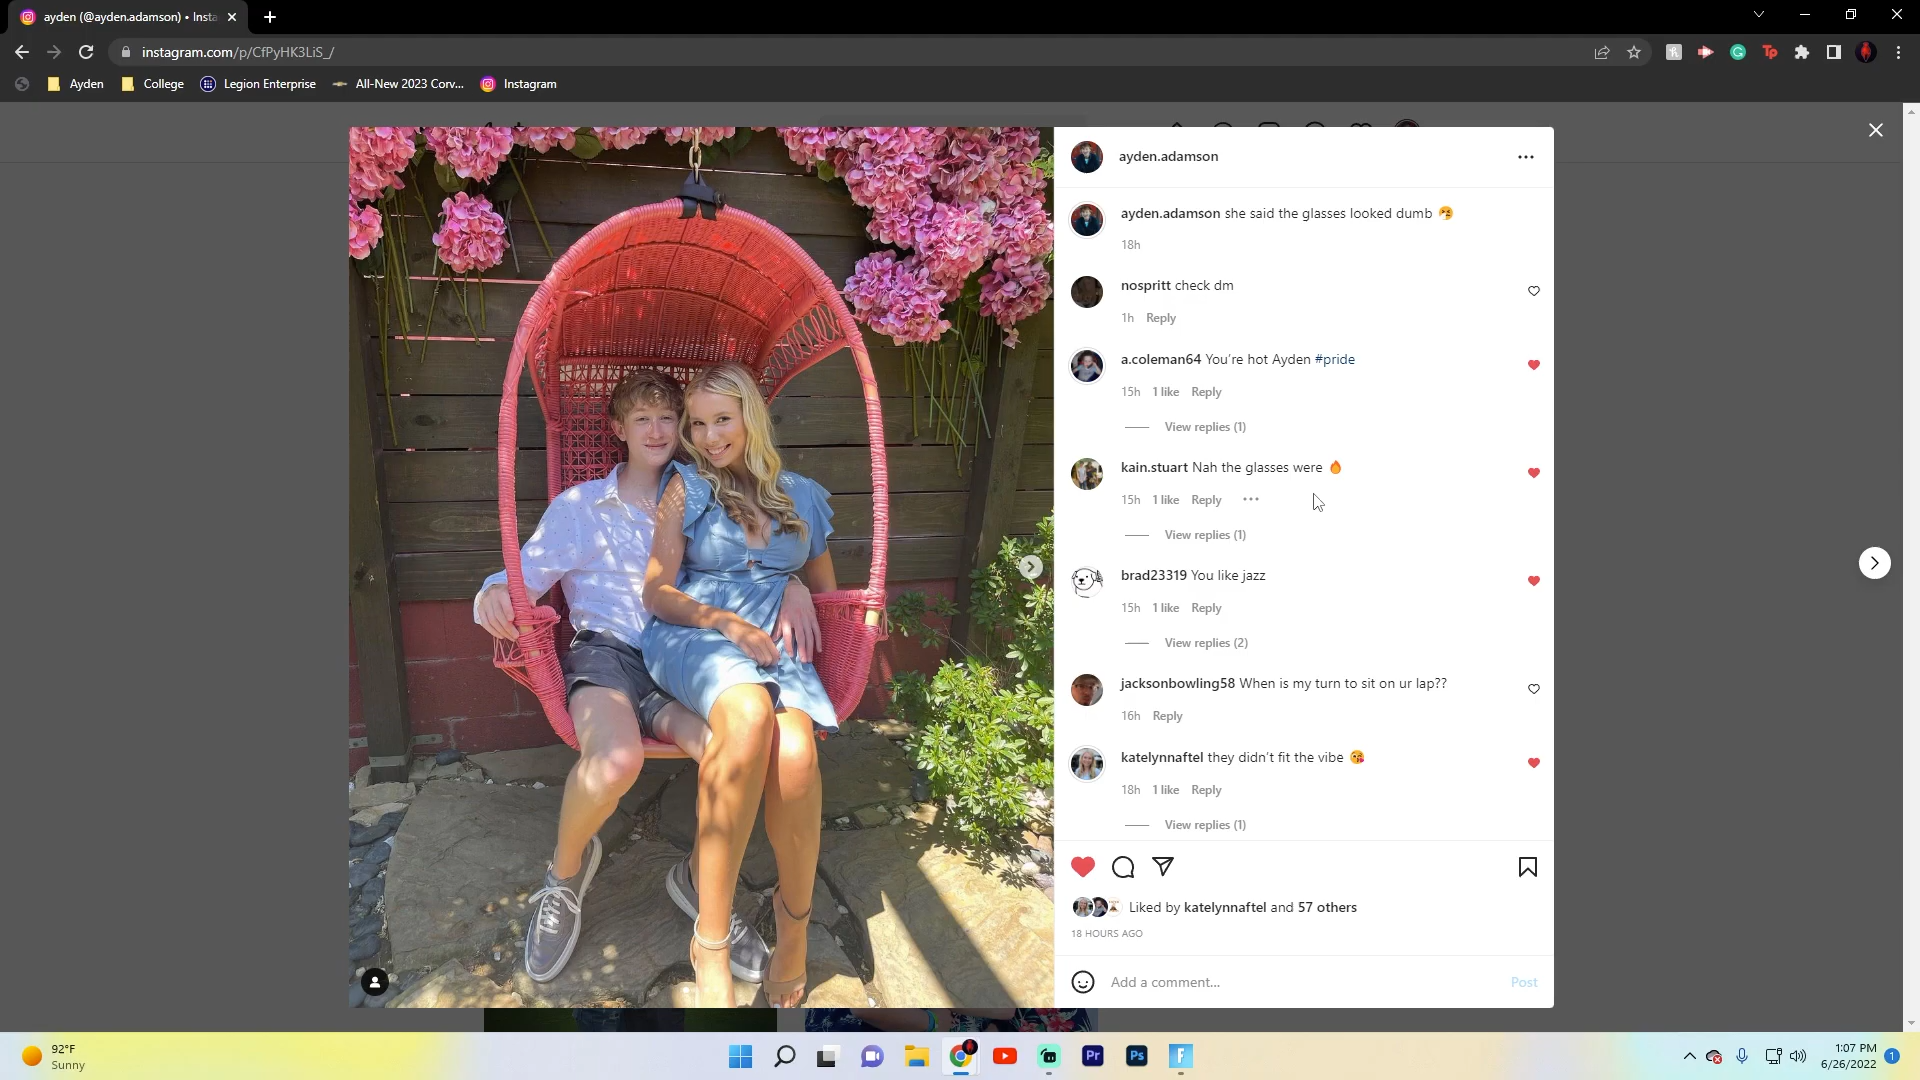 ayden (@ayden.adamson) • Insta
instagram.com/p/CfPyHK3LiS_/
Ayden
College
Legion Enterprise
All-New 2023 Corv...
Instagram
ayden.adamson
ayden.adamson she said the glasses looked dumb 🤧
18h
nospritt check dm
1h Reply
a.coleman64 You're hot Ayden #pride
15h 1 like Reply
View replies (1)
kain.stuart Nah the glasses were 🔥
15h 1 like Reply
View replies (1)
brad23319 You like jazz
15h 1 like Reply
View replies (2)
jacksonbowling58 When is my turn to sit on ur lap??
16h Reply
katelynnaftel they didn't fit the vibe 😘
18h 1 like Reply
View replies (1)
Liked by katelynnaftel and 57 others
18 HOURS AGO
Add a comment...
Post
92°F
Sunny
Pr
Ps
1:07 PM
6/26/2022
1